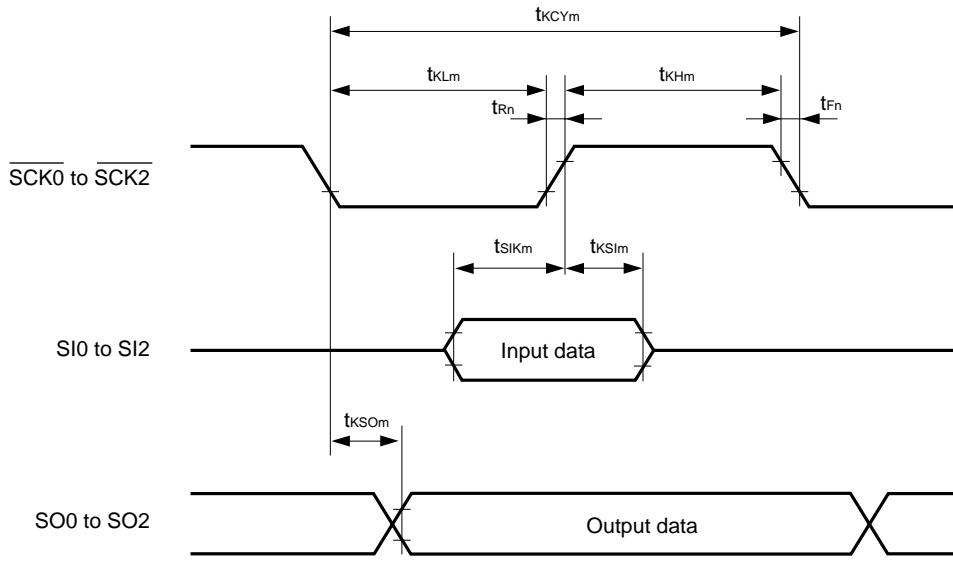 tKCYm
tKLm
tKHm
tRn
tFn
SCK0 to SCK2
tSIKm
tKSIm
SI0 to SI2
Input data
tKSOm
SO0 to SO2
Output data